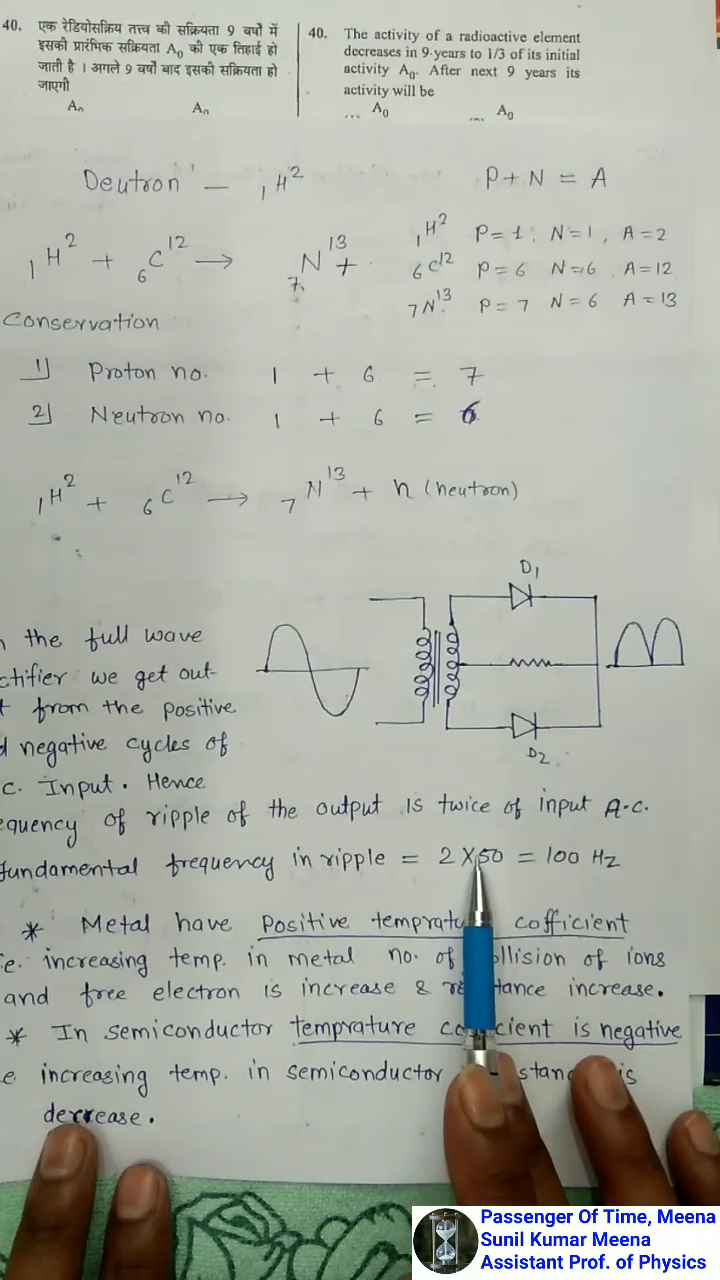 40. एक रेडियोसक्रिय तत्त्व की सक्रियता 9 वर्षों में
इसकी प्रारंभिक सक्रियता A₀ की एक तिहाई हो
जाती है । अगले 9 वर्षों बाद इसकी सक्रियता हो
जाएगी
40. The activity of a radioactive element
decreases in 9 years to 1/3 of its initial
activity A₀. After next 9 years its
activity will be
A₀ A₀
Deutron - ₁H²
P + N = A
₁H² + ₆C¹² → ₇N¹³ +
₁H² P = 1, N = 1, A = 2
₆C¹² P = 6 N = 6 A = 12
₇N¹³ P = 7 N = 6 A = 13
Conservation
1) Proton no. 1 + 6 = 7
2) Neutron no. 1 + 6 = 6
₁H² + ₆C¹² → ₇N¹³ + n (neutron)
D₁
the full wave
we get out-
from the positive
negative cycles of
c. Input. Hence
D₂
of ripple of the output is twice of input A.C.
fundamental frequency in ripple = 2 X 50 = 100 Hz
* Metal have Positive temprature cofficient
e. increasing temp. in metal no. of ions
and free electron is increase & increase.
* In semiconductor temprature is negative
e increasing temp. in semiconductor is
decrease.
Passenger Of Time, Meena
Sunil Kumar Meena
Assistant Prof. of Physics